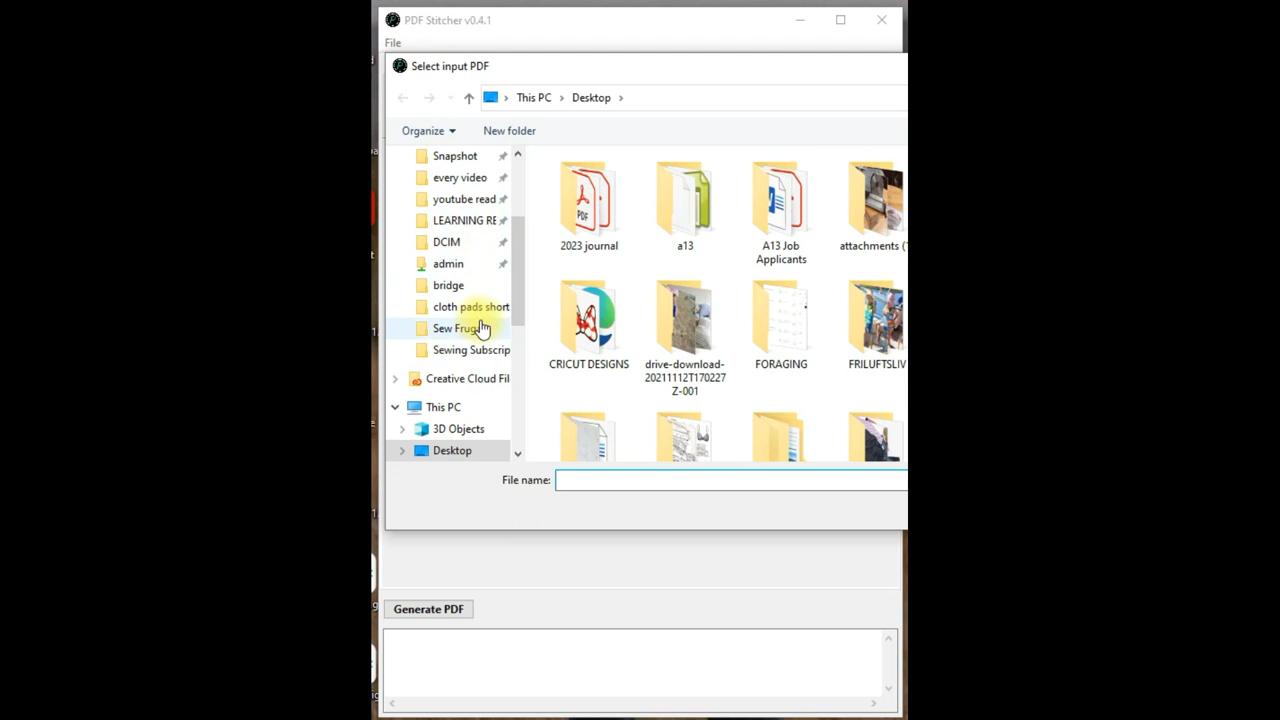 PDF Stitcher v0.4.1
File
Select input PDF
This PC
Desktop
Organize
New folder
Snapshot
every video
youtube read
LEARNING RE
DCIM
admin
bridge
cloth pads short
Sew Frug
Sewing Subscrip
Creative Cloud Fil
This PC
3D Objects
Desktop
PDF
2023 journal
a13
A13 Job
Applicants
attachments (
CRICUT DESIGNS
drive-download-
20211112T170227
Z-001
FORAGING
FRILUFTSLIV
File name:
Generate PDF